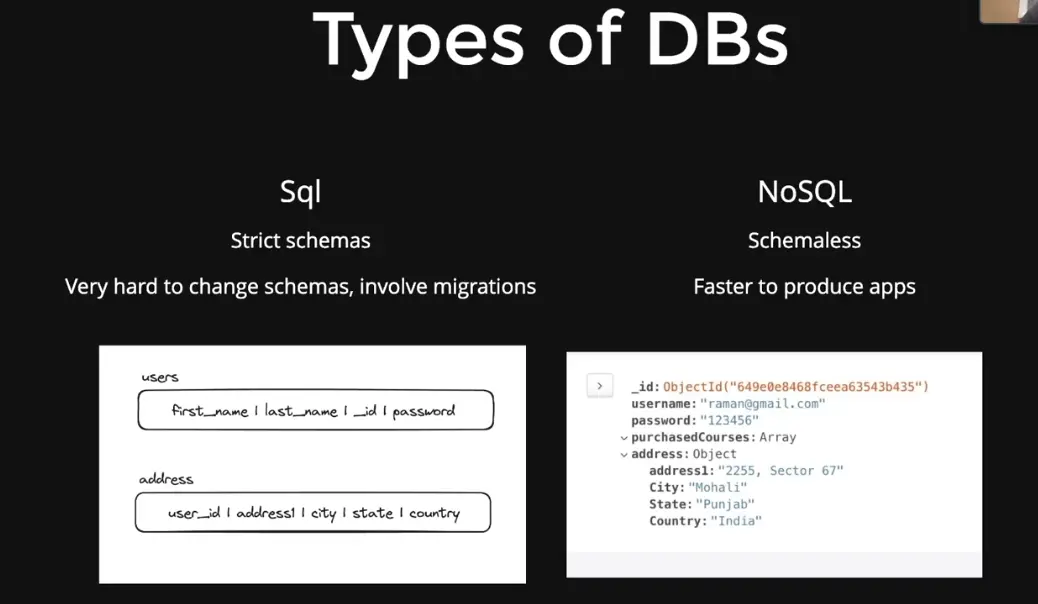 Types of DBs
Sql
Strict schemas
Very hard to change schemas, involve migrations
users
first_name | last_name | _id | password
address
user_id | address1 | city | state | country
NoSQL
Schemaless
Faster to produce apps
_id: ObjectId("649e0e8468fceea63543b435")
username: "raman@gmail.com"
password: "123456"
purchasedCourses: Array
address: Object
address1: "2255, Sector 67"
City: "Mohali"
State: "Punjab"
Country: "India"